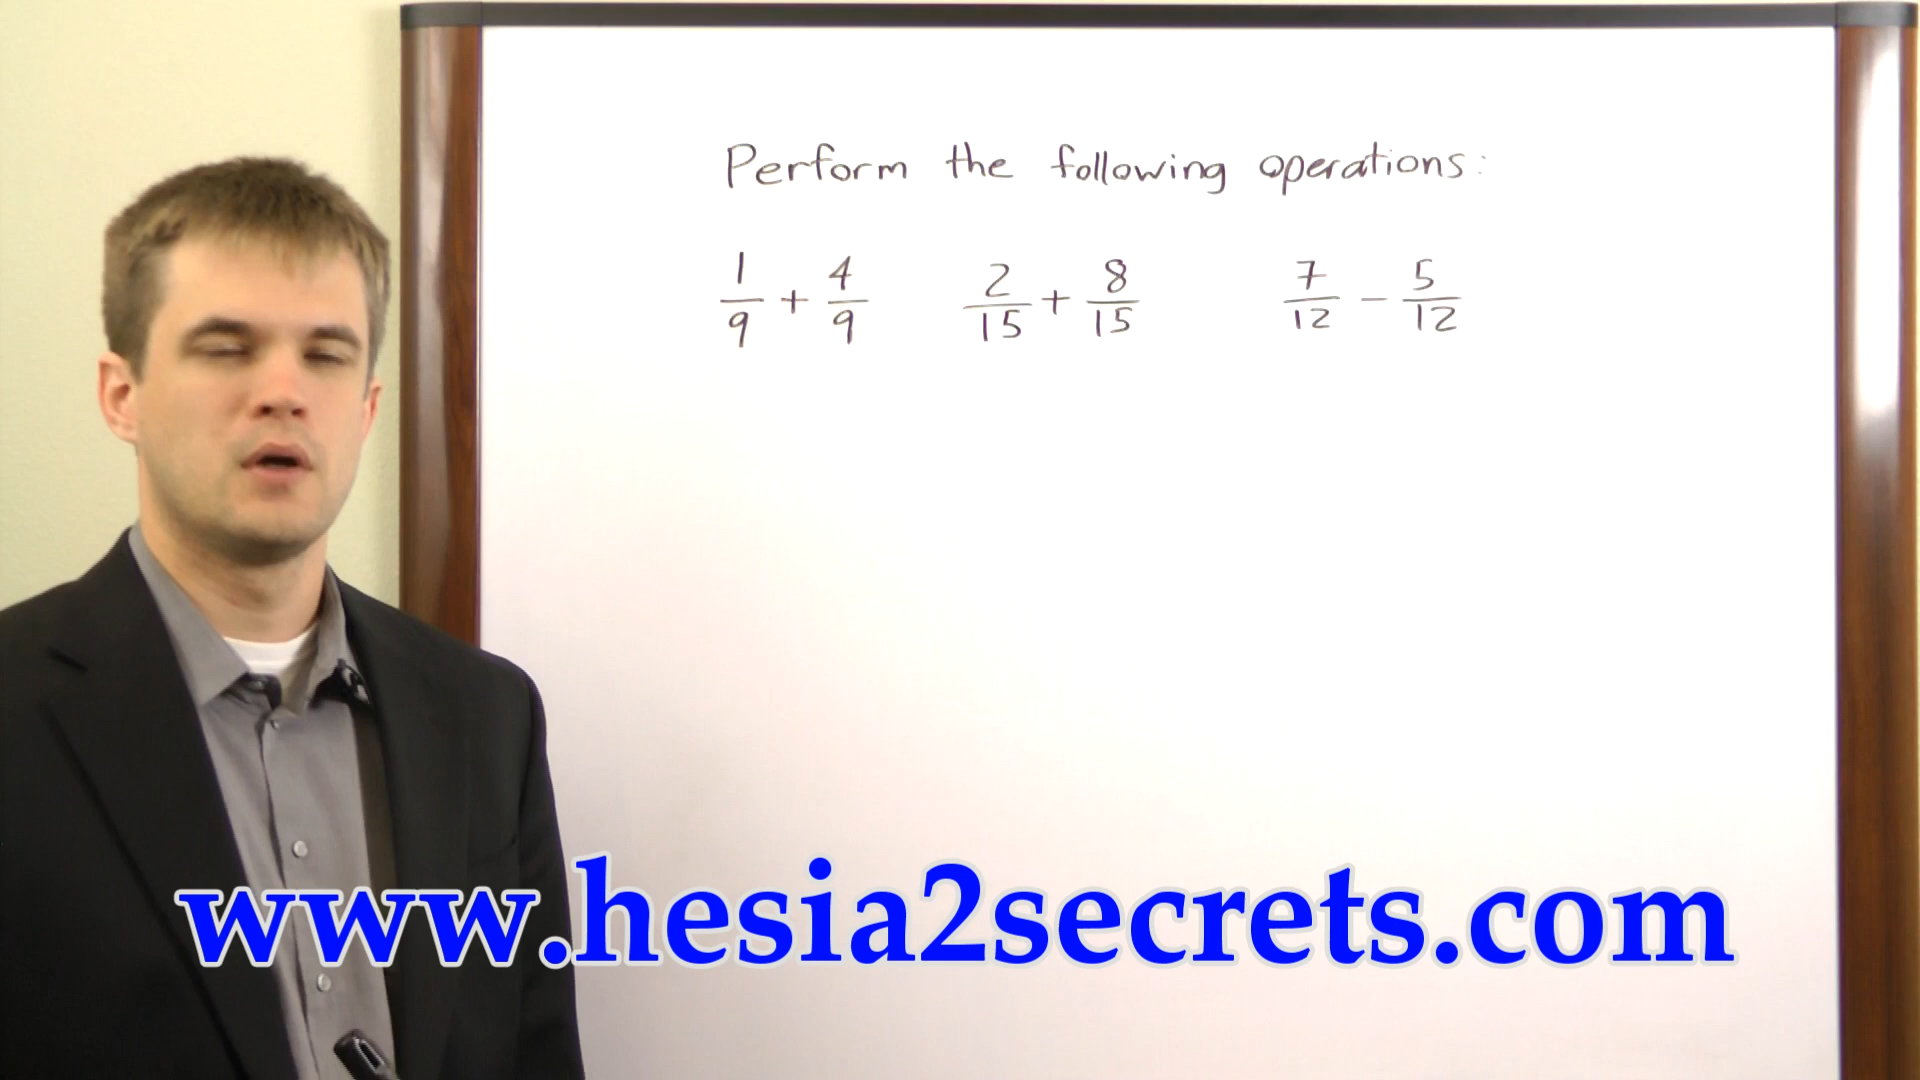 Perform the following operations:
1/9 + 4/9 2/15 + 8/15 7/12 - 5/12
www.hesia2secrets.com